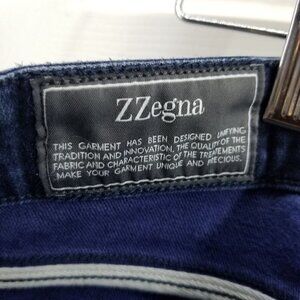 ZZegna
THIS GARMENT HAS BEEN DESIGNED UNIFYING
TRADITION AND INNOVATION, THE QUALITY OF THE
FABRIC AND CHARACTERISTIC OF THE TREATEMENTS
MAKE YOUR GARMENT UNIQUE AND PRECIOUS.